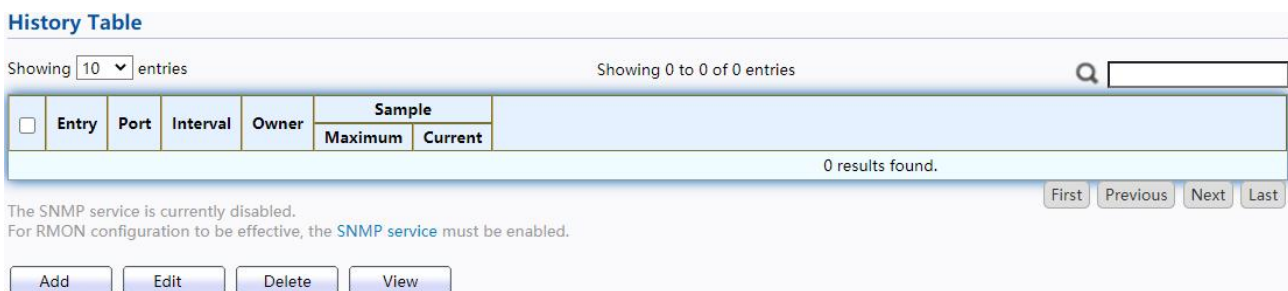 History Table
Showing 10 entries Showing 0 to 0 of 0 entries
Entry Port Interval Owner Sample
Maximum Current
0 results found.
First Previous Next Last
The SNMP service is currently disabled.
For RMON configuration to be effective, the SNMP service must be enabled.
Add Edit Delete View